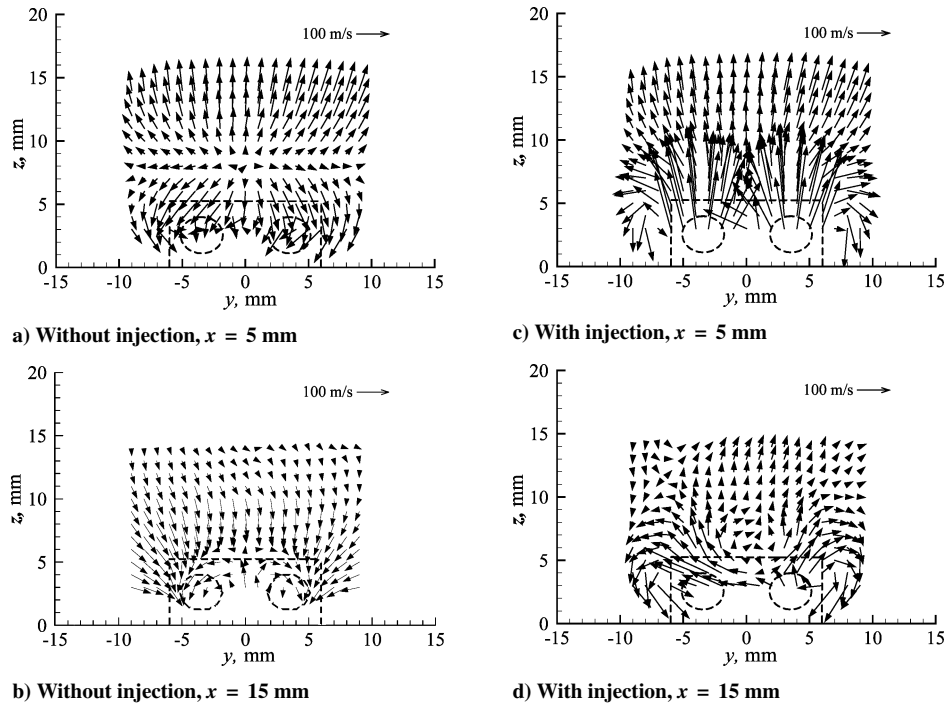 20
15
10
5
0
z, mm
100 m/s
-15 -10 -5 0 5 10 15
y, mm
a) Without injection, x = 5 mm
20
15
10
5
0
z, mm
100 m/s
-15 -10 -5 0 5 10 15
y, mm
b) Without injection, x = 15 mm
20
15
10
5
0
z, mm
100 m/s
-15 -10 -5 0 5 10 15
y, mm
c) With injection, x = 5 mm
20
15
10
5
0
z, mm
100 m/s
-15 -10 -5 0 5 10 15
y, mm
d) With injection, x = 15 mm